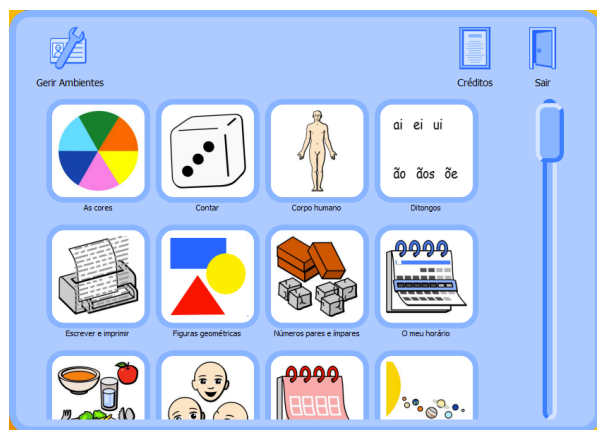 Gerir Ambientes
Créditos
Sair
ai ei ui
ão ãos õe
As cores
Contar
Corpo humano
Ditongos
Escrever e imprimir
Figuras geométricas
Números pares e ímpares
O meu horário